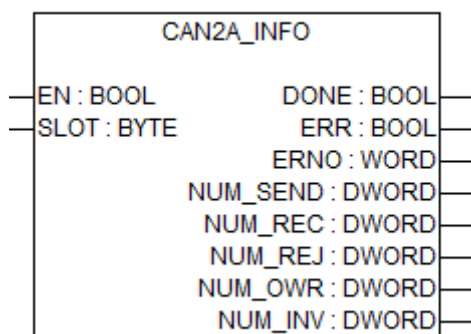 CAN2A_INFO
EN : BOOL DONE : BOOL
SLOT : BYTE ERR : BOOL
ERNO : WORD
NUM_SEND : DWORD
NUM_REC : DWORD
NUM_REJ : DWORD
NUM_OWR : DWORD
NUM_INV : DWORD